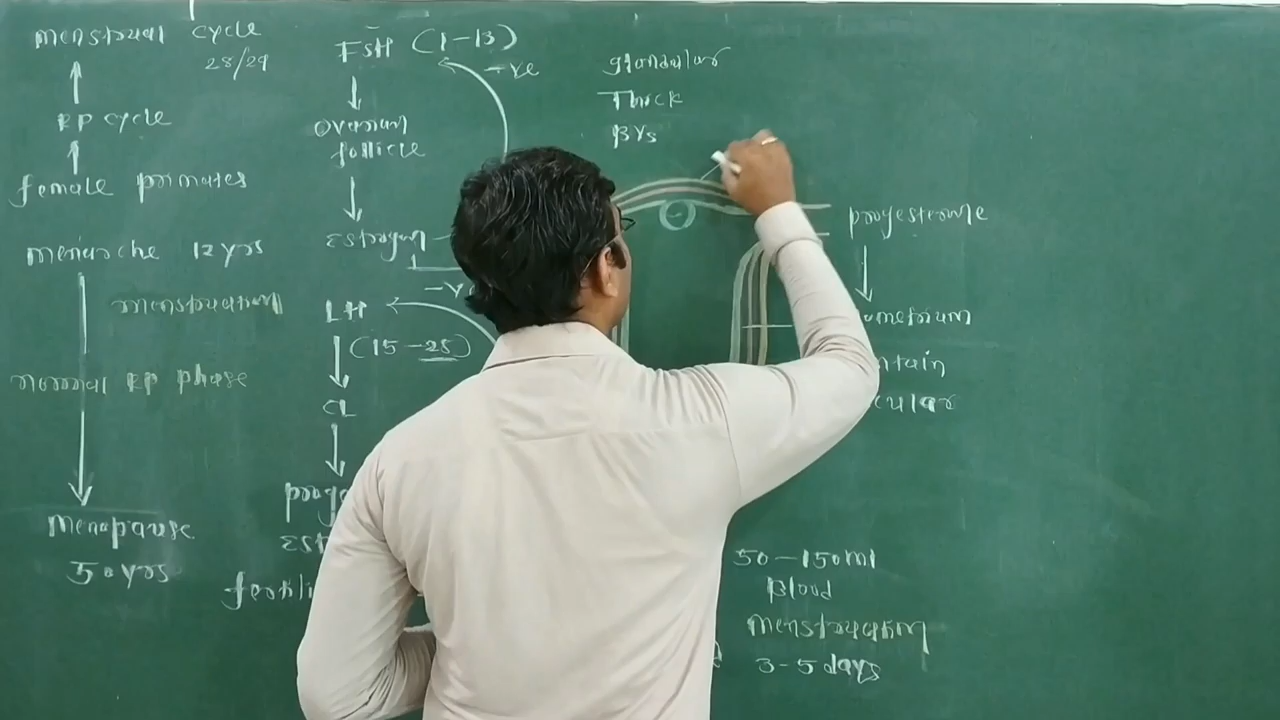 menstrual cycle
28/29
RP cycle
female primates
menarche 12 yrs
menstruation
normal RP phase
menopause
50 yrs
FSH (1-13)
-ve
ovarian
follicle
Estrogen
-ve
LH
(15-28)
CL
glandular
Thick
BVs
progesterone
50-150ml
Blood
menstruation
3-5 days